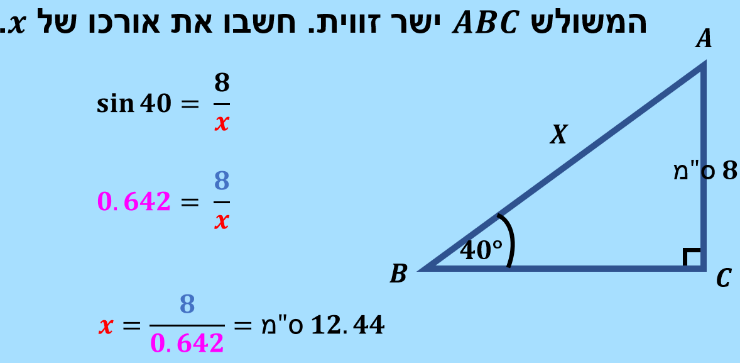 המשולש ABC ישר זווית. חשבו את אורכו של x.
sin 40 = 8/x
0.642 = 8/x
x = 8/0.642 = 12.44 ס"מ
A
X
8 ס"מ
40°
B
C